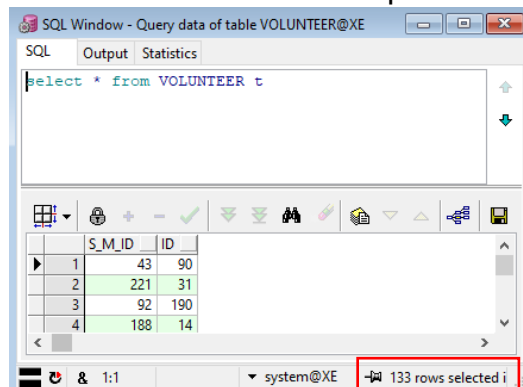 SQL Window - Query data of table VOLUNTEER@XE
SQL Output Statistics
select * from VOLUNTEER t
S_M_ID ID
1 43 90
2 221 31
3 92 190
4 188 14
& 1:1 system@XE 133 rows selected i